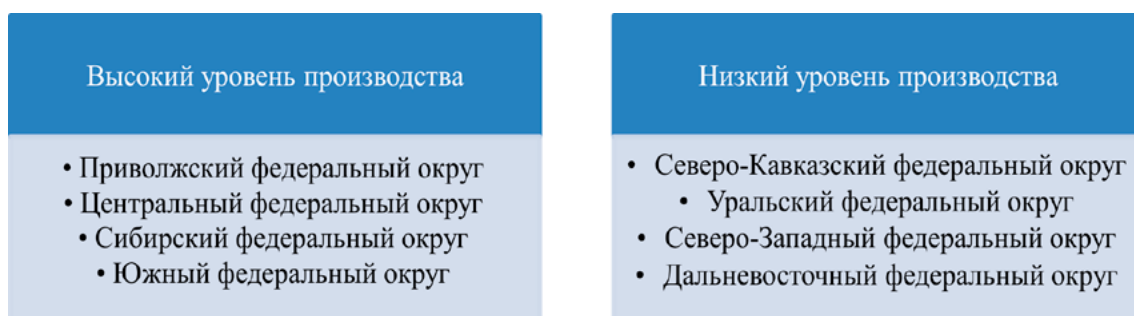 Высокий уровень производства
• Приволжский федеральный округ
• Центральный федеральный округ
• Сибирский федеральный округ
• Южный федеральный округ
Низкий уровень производства
• Северо-Кавказский федеральный округ
• Уральский федеральный округ
• Северо-Западный федеральный округ
• Дальневосточный федеральный округ